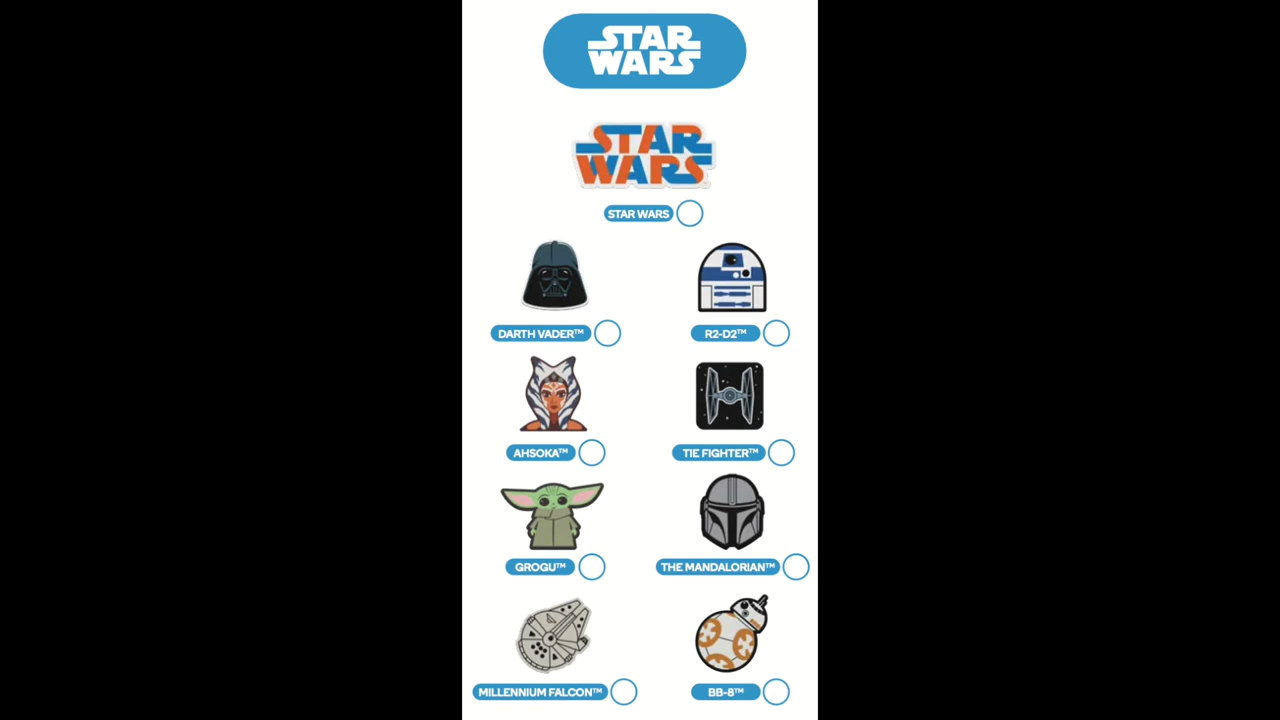 STAR
WARS
STAR
WARS
STAR WARS
DARTH VADER™
R2-D2™
AHSOKA™
TIE FIGHTER™
GROGU™
THE MANDALORIAN™
MILLENNIUM FALCON™
BB-8™